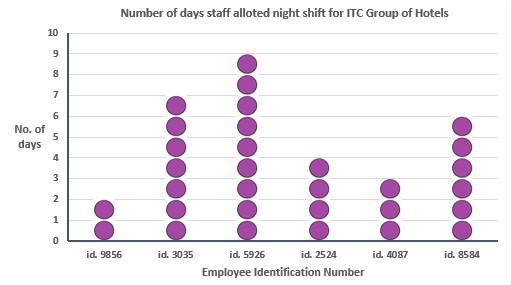 Number of days staff alloted night shift for ITC Group of Hotels
10
9
8
7
6
5
4
3
2
1
0
No. of
days
id. 9856 id. 3035 id. 5926 id. 2524 id. 4087 id. 8584
Employee Identification Number